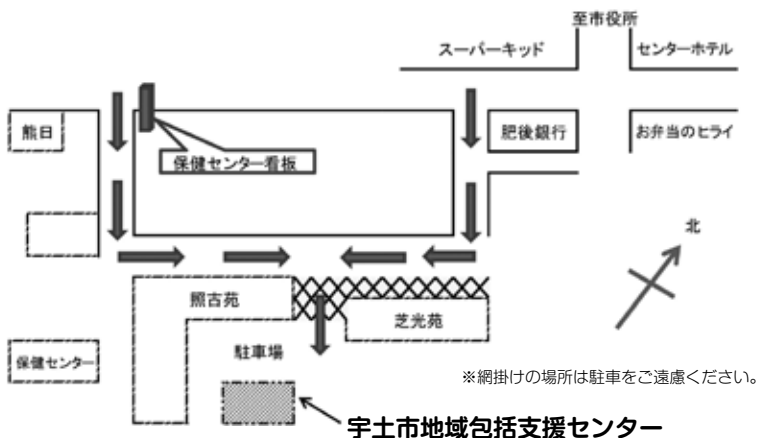 至市役所
スーパーキッド
センターホテル
熊日
肥後銀行
お弁当のヒライ
保健センター看板
北
照古苑
芝光苑
駐車場
保健センター
※網掛けの場所は駐車をご遠慮ください。
宇土市地域包括支援センター